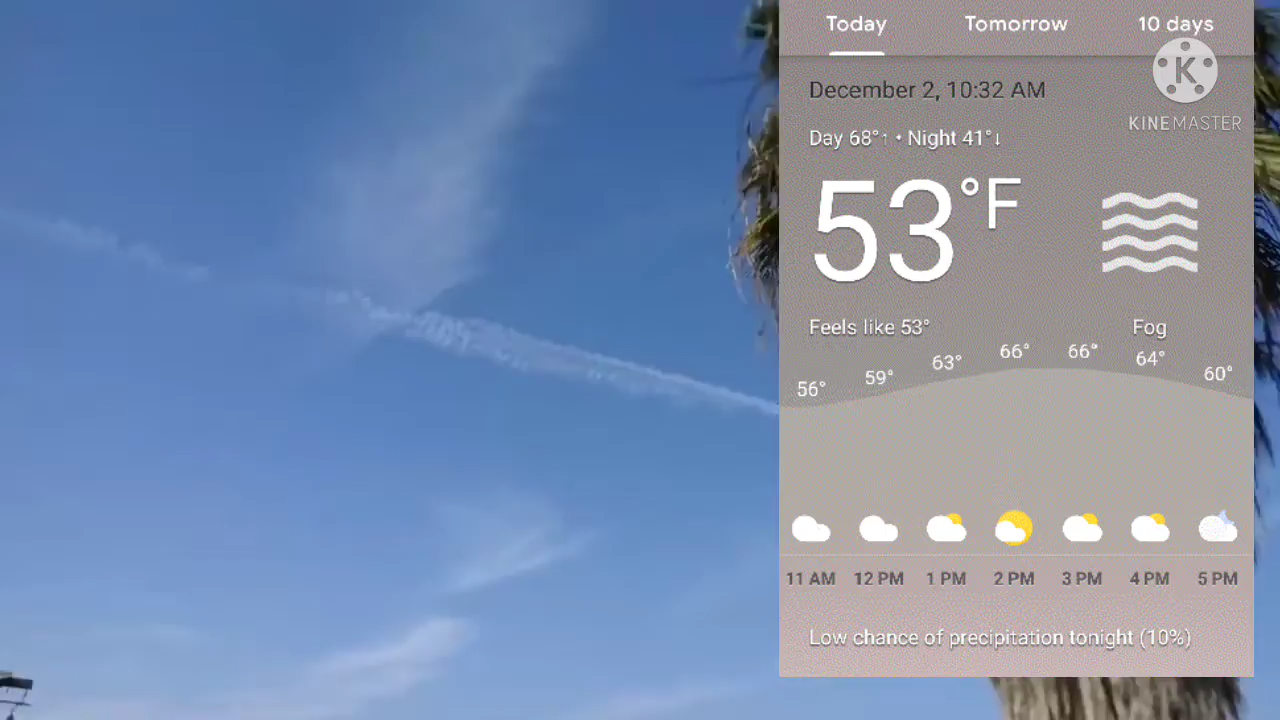 Today Tomorrow 10 days
December 2, 10:32 AM
KINEMASTER
Day 68°↑ • Night 41°↓
53°F
Feels like 53° Fog
56° 59° 63° 66° 66° 64° 60°
11 AM 12 PM 1 PM 2 PM 3 PM 4 PM 5 PM
Low chance of precipitation tonight (10%)